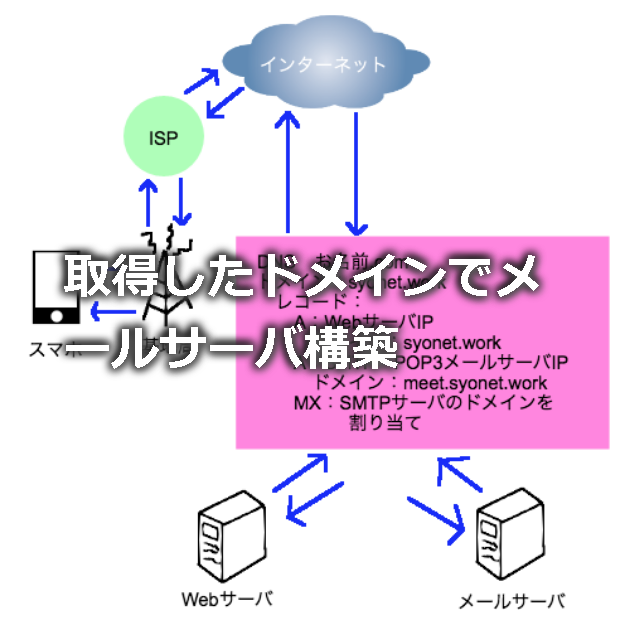 インターネット
ISP
取得したドメインでメ
ールサーバ構築
スマホ
お名前.com
syonet.work
レコード：
A：WebサーバIP
syonet.work
POP3メールサーバIP
ドメイン：meet.syonet.work
MX：SMTPサーバのドメインを
割り当て
Webサーバ
メールサーバ